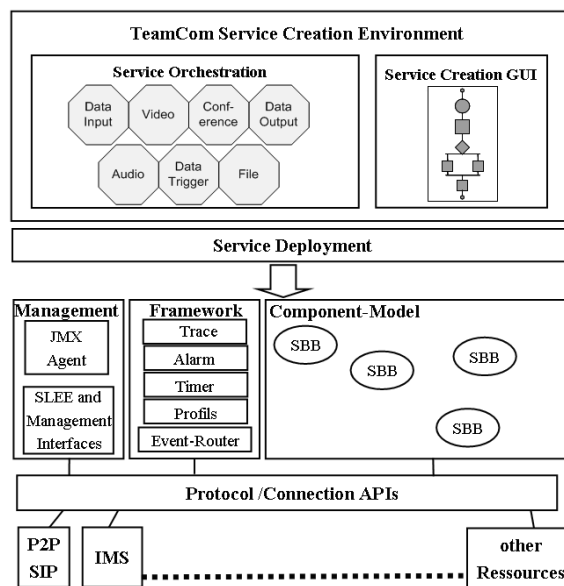 TeamCom Service Creation Environment
Service Orchestration
Data
Input
Video
Conf-
erence
Data
Output
Audio
Data
Trigger
File
Service Creation GUI
Service Deployment
Management
JMX
Agent
SLEE and
Management
Interfaces
Framework
Trace
Alarm
Timer
Profils
Event-Router
Component-Model
SBB
SBB
SBB
SBB
Protocol /Connection APIs
P2P
SIP
IMS
other
Ressources